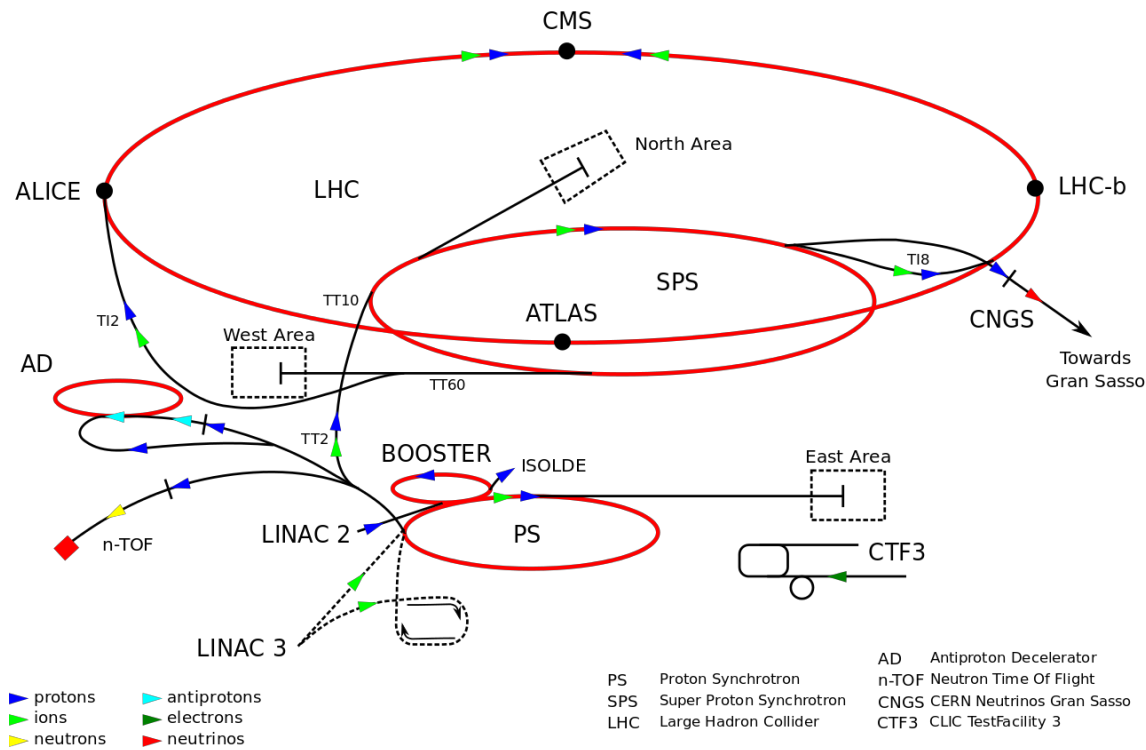 CMS
North Area
ALICE
LHC
LHC-b
TI8
SPS
TT10
ATLAS
CNGS
TI2
West Area
Towards
Gran Sasso
AD
TT60
TT2
BOOSTER
ISOLDE
East Area
LINAC 2
PS
n-TOF
CTF3
LINAC 3
protons
antiprotons
ions
electrons
neutrons
neutrinos
PS Proton Synchrotron
SPS Super Proton Synchrotron
LHC Large Hadron Collider
AD Antiproton Decelerator
n-TOF Neutron Time Of Flight
CNGS CERN Neutrinos Gran Sasso
CTF3 CLIC TestFacility 3